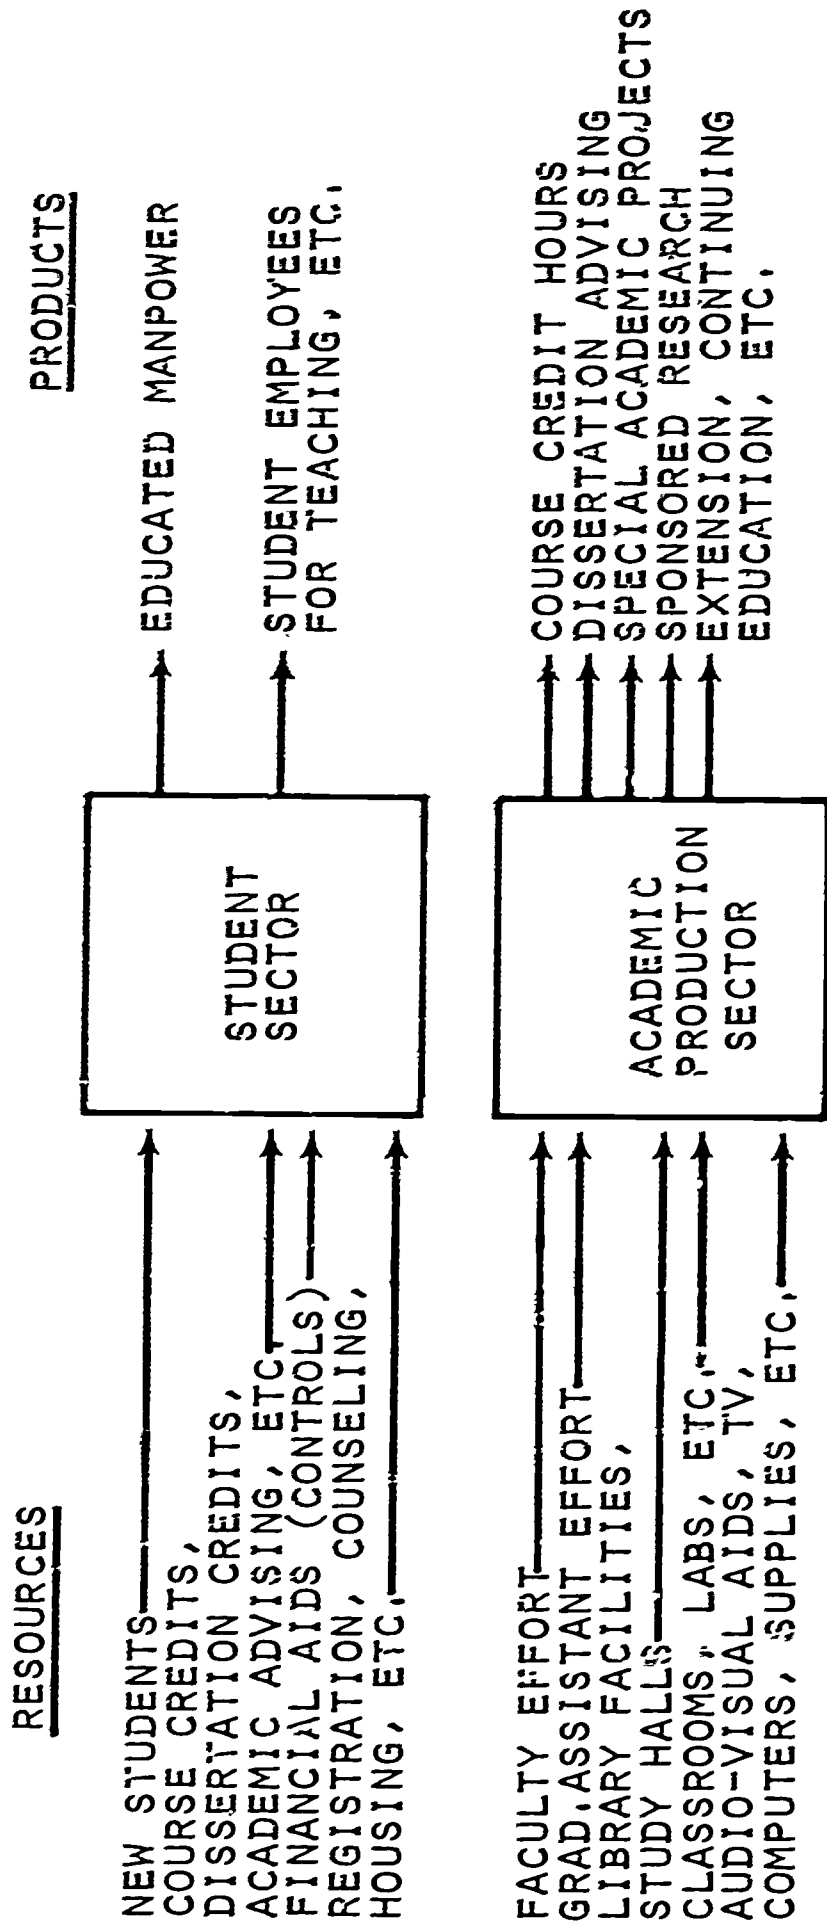 RESOURCES
PRODUCTS
NEW STUDENTS
COURSE CREDITS,
DISSERTATION CREDITS,
ACADEMIC ADVISING, ETC.
FINANCIAL AIDS (CONTROLS)
REGISTRATION, COUNSELING,
HOUSING, ETC.
STUDENT
SECTOR
EDUCATED MANPOWER
STUDENT EMPLOYEES
FOR TEACHING, ETC.
FACULTY EFFORT
GRAD. ASSISTANT EFFORT
LIBRARY FACILITIES,
STUDY HALLS
CLASSROOMS, LABS, ETC.
AUDIO-VISUAL AIDS, TV,
COMPUTERS, SUPPLIES, ETC.
ACADEMIC
PRODUCTION
SECTOR
COURSE CREDIT HOURS
DISSERTATION ADVISING
SPECIAL ACADEMIC PROJECTS
SPONSORED RESEARCH
EXTENSION, CONTINUING
EDUCATION, ETC.